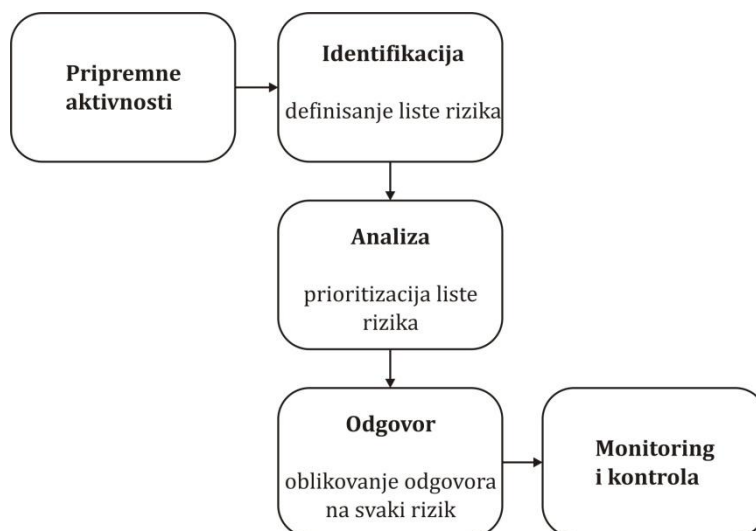 Pripremne
aktivnosti
Identifikacija
definisanje liste rizika
Analiza
prioritizacija liste
rizika
Odgovor
oblikovanje odgovora
na svaki rizik
Monitoring
i kontrola